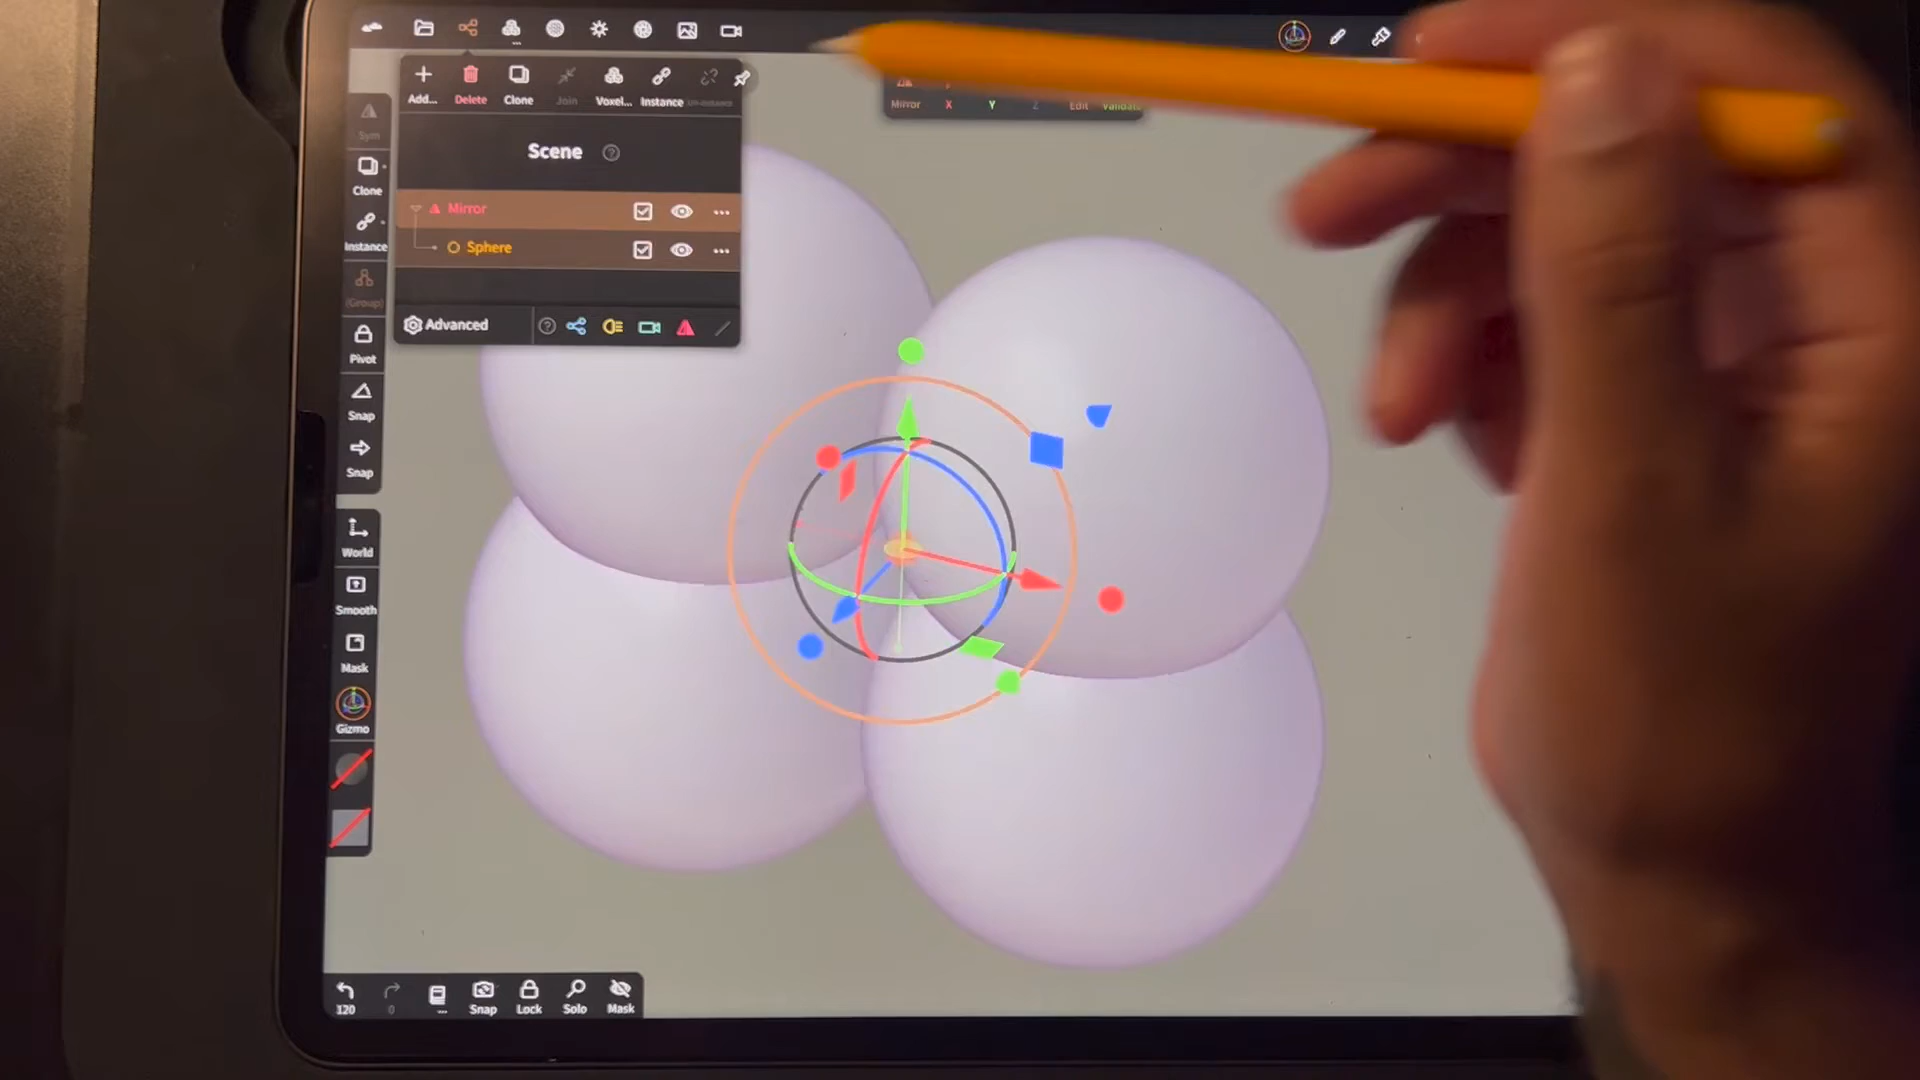 Add... Delete Clone Join Voxel... Instance
Mirror X Y Z Edit Validate
Sym
Scene ?
Clone
Mirror ...
Instance
Sphere ...
(Group)
Advanced ?
Pivot
Snap
Snap
World
Smooth
Mask
Gizmo
120 0 ... Snap Lock Solo Mask